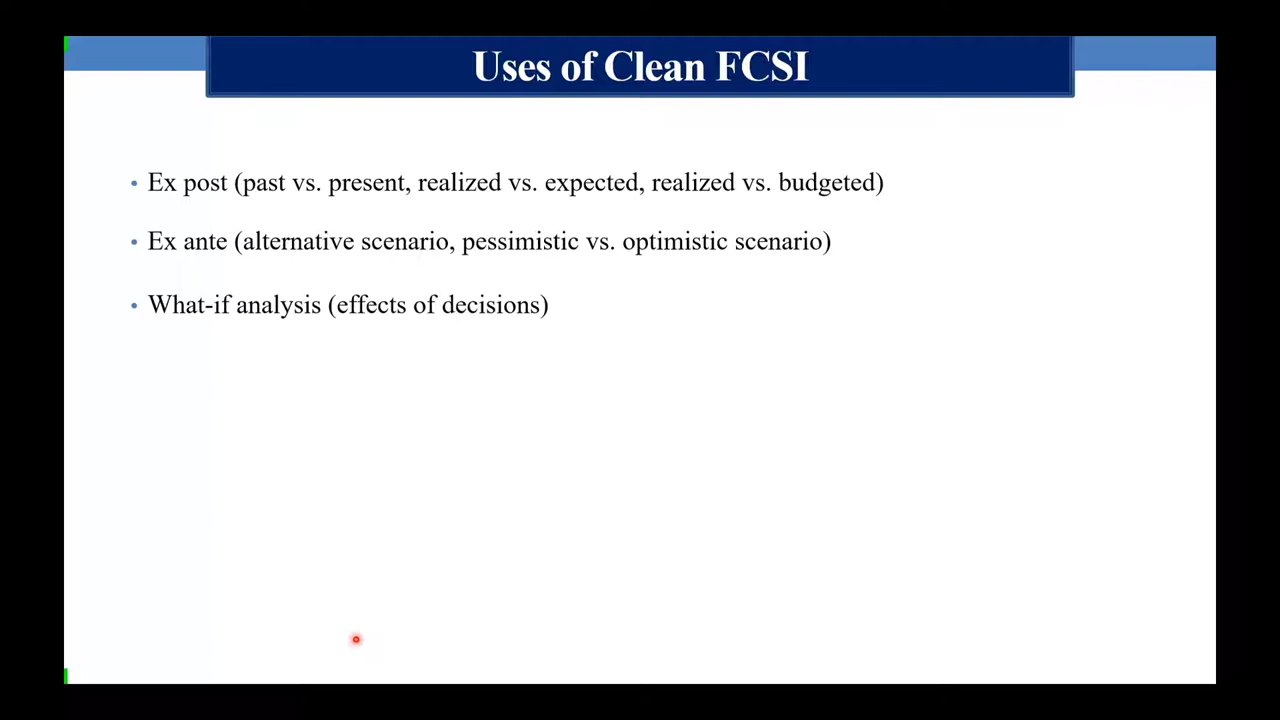 Uses of Clean FCSI
• Ex post (past vs. present, realized vs. expected, realized vs. budgeted)
• Ex ante (alternative scenario, pessimistic vs. optimistic scenario)
• What-if analysis (effects of decisions)